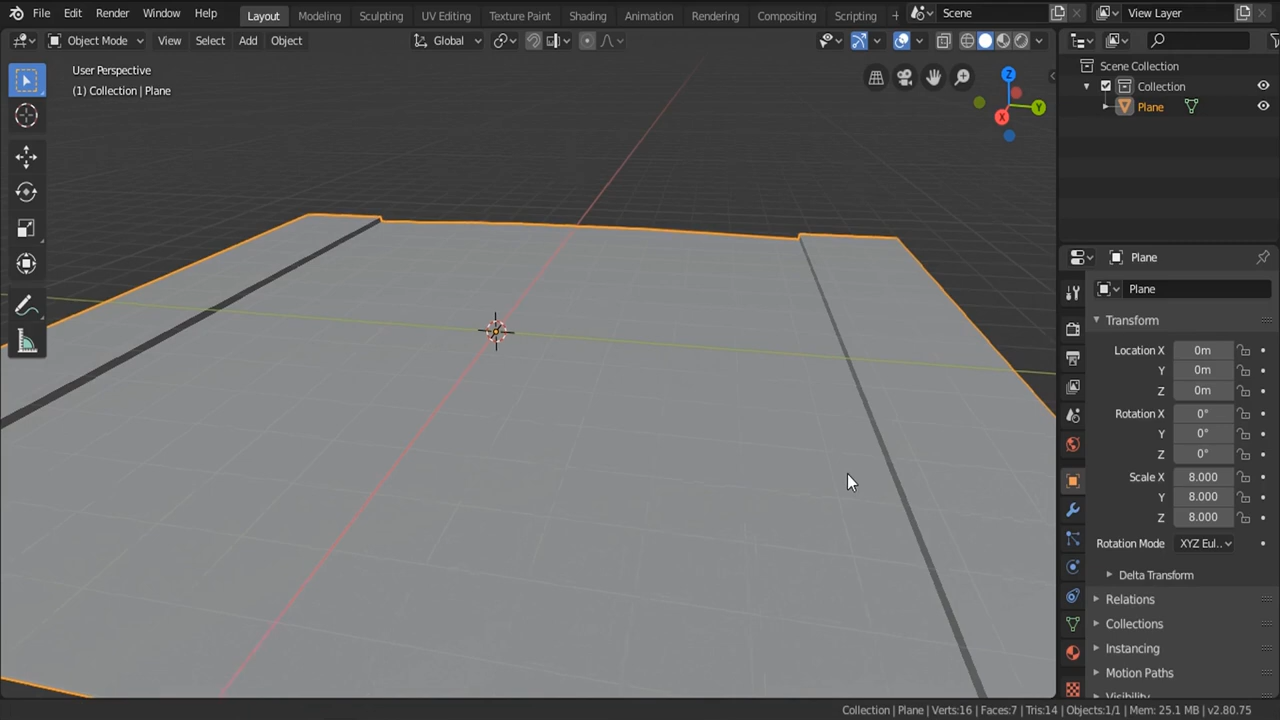 File Edit Render Window Help Layout Modeling Sculpting UV Editing Texture Paint Shading Animation Rendering Compositing Scripting + Scene View Layer
Object Mode View Select Add Object Global
User Perspective
(1) Collection | Plane
Z
Y
X
Scene Collection
Collection
Plane
Plane
Plane
Transform
Location X 0m
Y 0m
Z 0m
Rotation X 0°
Y 0°
Z 0°
Scale X 8.000
Y 8.000
Z 8.000
Rotation Mode XYZ Eul..
Delta Transform
Relations
Collections
Instancing
Motion Paths
Visibility
Collection | Plane | Verts:16 | Faces:7 | Tris:14 | Objects:1/1 | Mem: 25.1 MB | v2.80.75